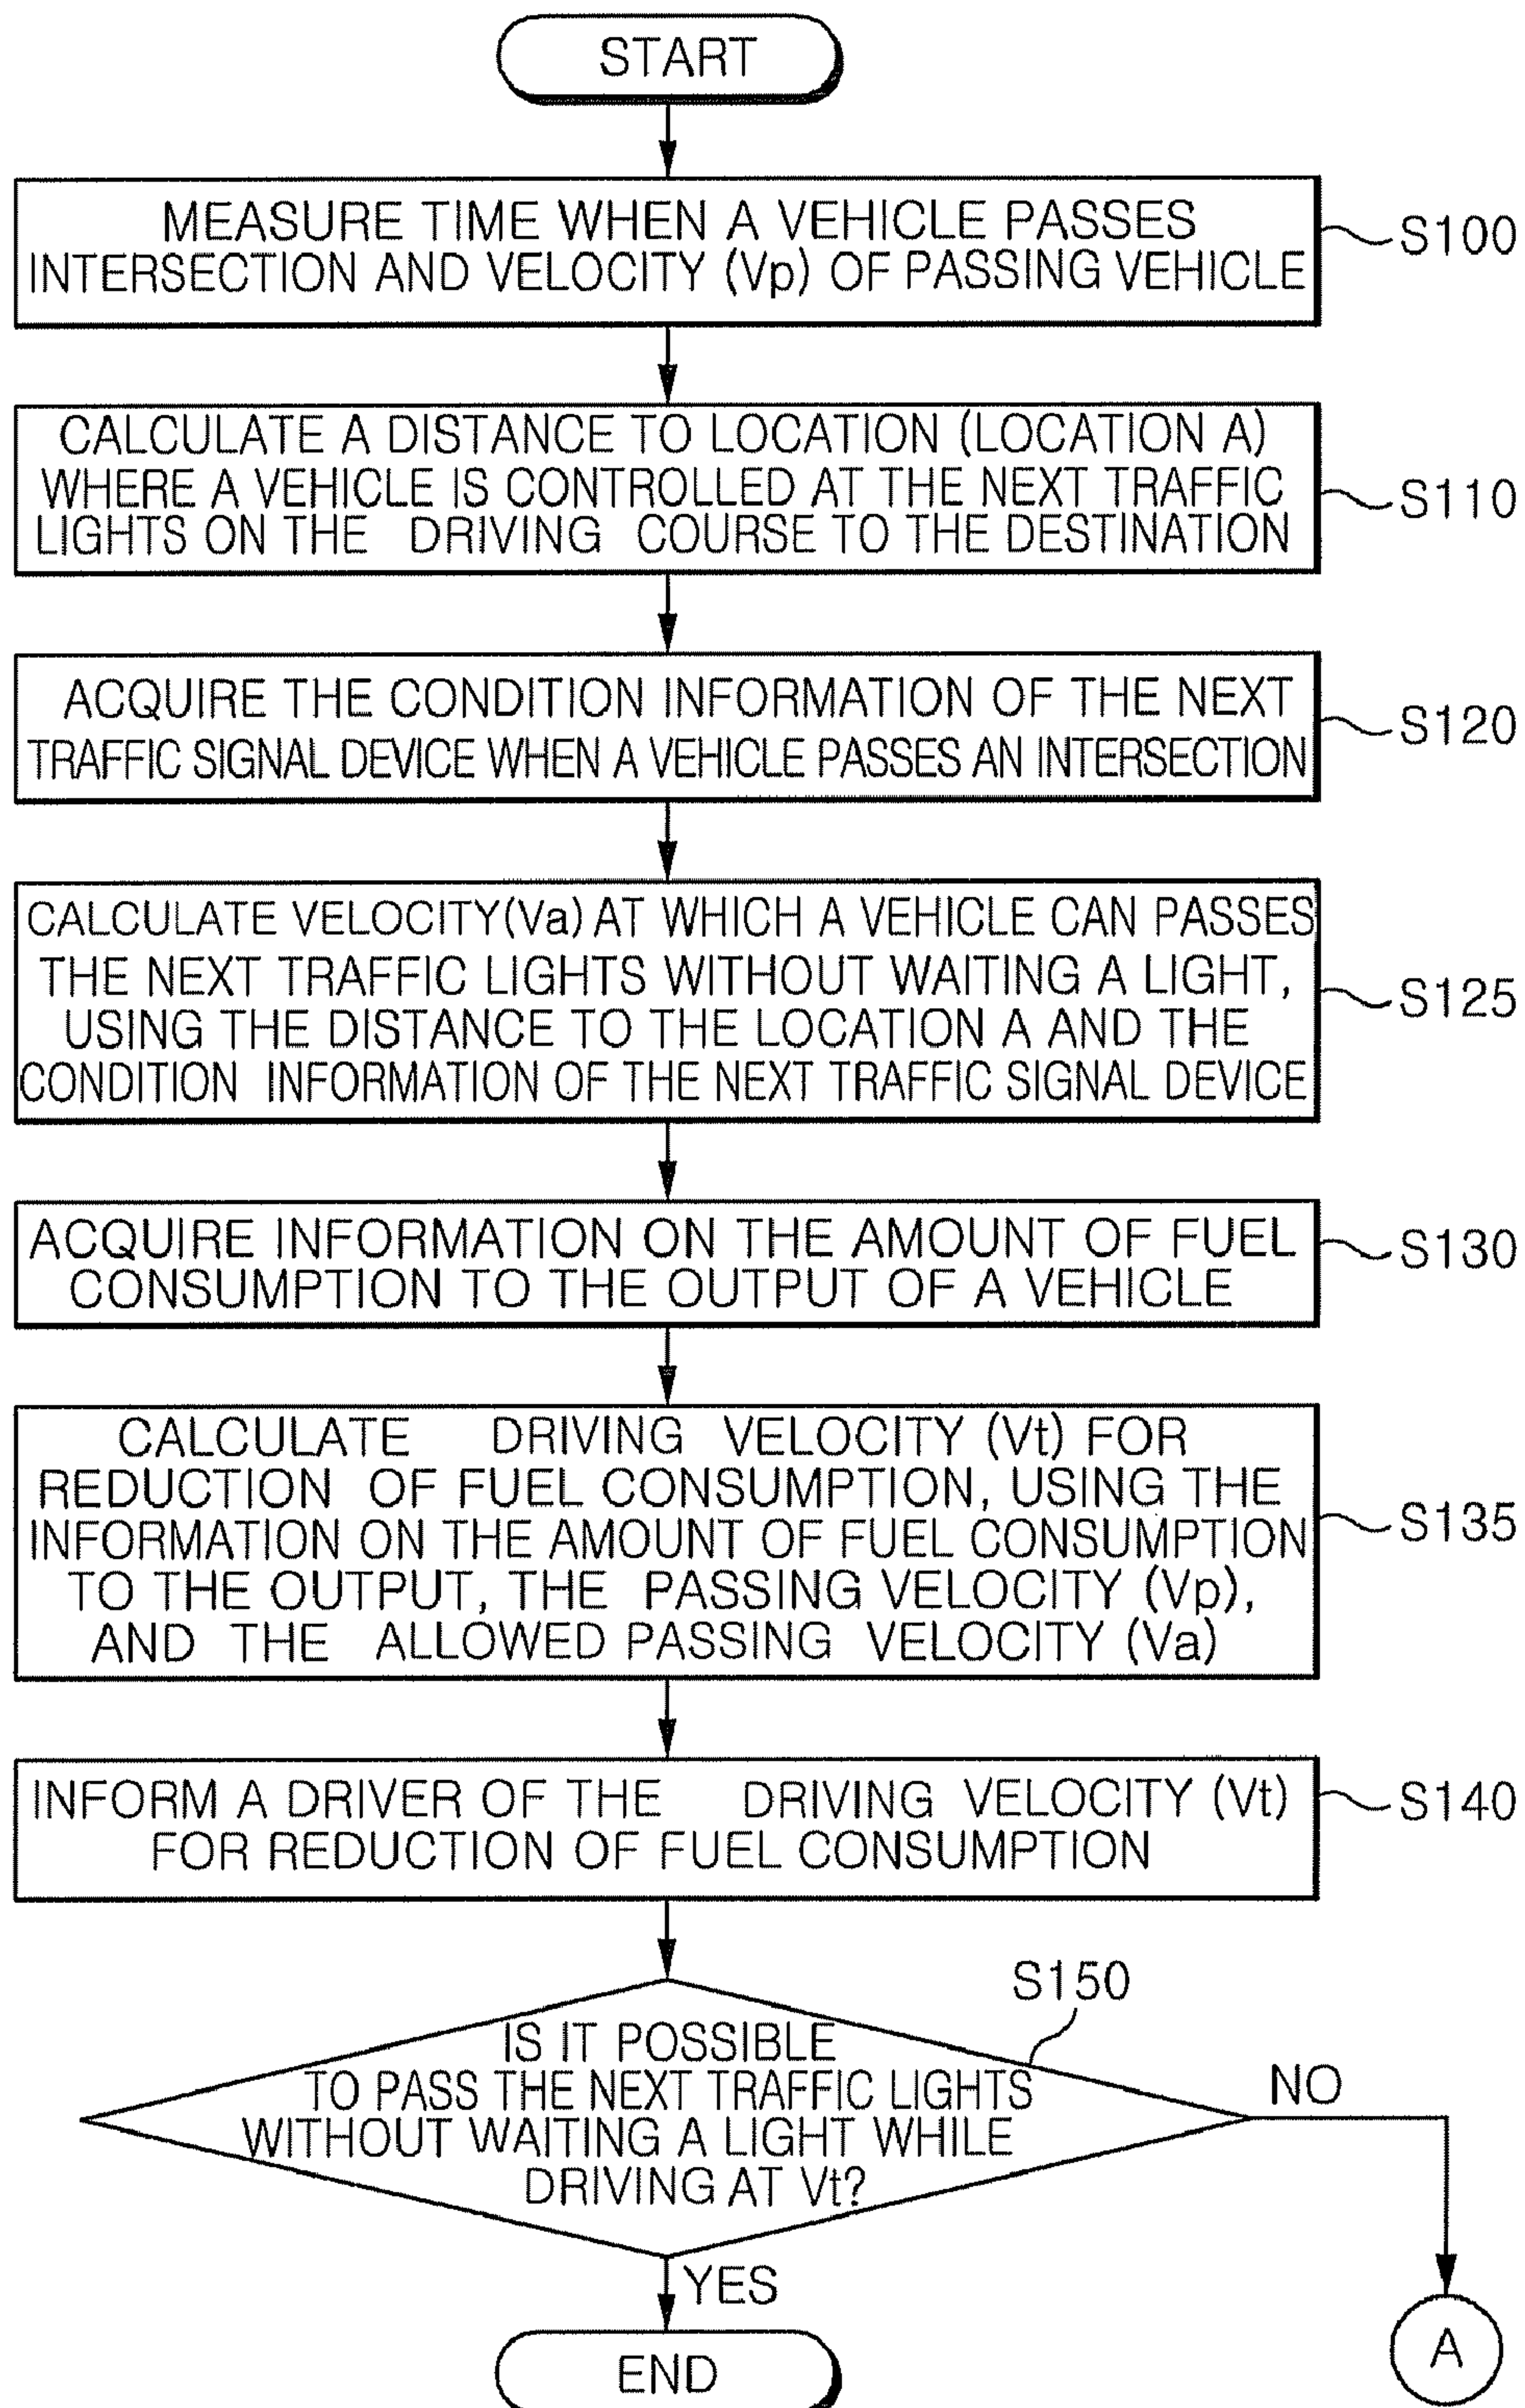 START
MEASURE TIME WHEN A VEHICLE PASSES
INTERSECTION AND VELOCITY (Vp) OF PASSING VEHICLE
S100
CALCULATE A DISTANCE TO LOCATION (LOCATION A)
WHERE A VEHICLE IS CONTROLLED AT THE NEXT TRAFFIC
LIGHTS ON THE DRIVING COURSE TO THE DESTINATION
S110
ACQUIRE THE CONDITION INFORMATION OF THE NEXT
TRAFFIC SIGNAL DEVICE WHEN A VEHICLE PASSES AN INTERSECTION
S120
CALCULATE VELOCITY(Va) AT WHICH A VEHICLE CAN PASSES
THE NEXT TRAFFIC LIGHTS WITHOUT WAITING A LIGHT,
USING THE DISTANCE TO THE LOCATION A AND THE
CONDITION INFORMATION OF THE NEXT TRAFFIC SIGNAL DEVICE
S125
ACQUIRE INFORMATION ON THE AMOUNT OF FUEL
CONSUMPTION TO THE OUTPUT OF A VEHICLE
S130
CALCULATE DRIVING VELOCITY (Vt) FOR
REDUCTION OF FUEL CONSUMPTION, USING THE
INFORMATION ON THE AMOUNT OF FUEL CONSUMPTION
TO THE OUTPUT, THE PASSING VELOCITY (Vp),
AND THE ALLOWED PASSING VELOCITY (Va)
S135
INFORM A DRIVER OF THE DRIVING VELOCITY (Vt)
FOR REDUCTION OF FUEL CONSUMPTION
S140
S150
IS IT POSSIBLE
TO PASS THE NEXT TRAFFIC LIGHTS
WITHOUT WAITING A LIGHT WHILE
DRIVING AT Vt?
NO
YES
END
A